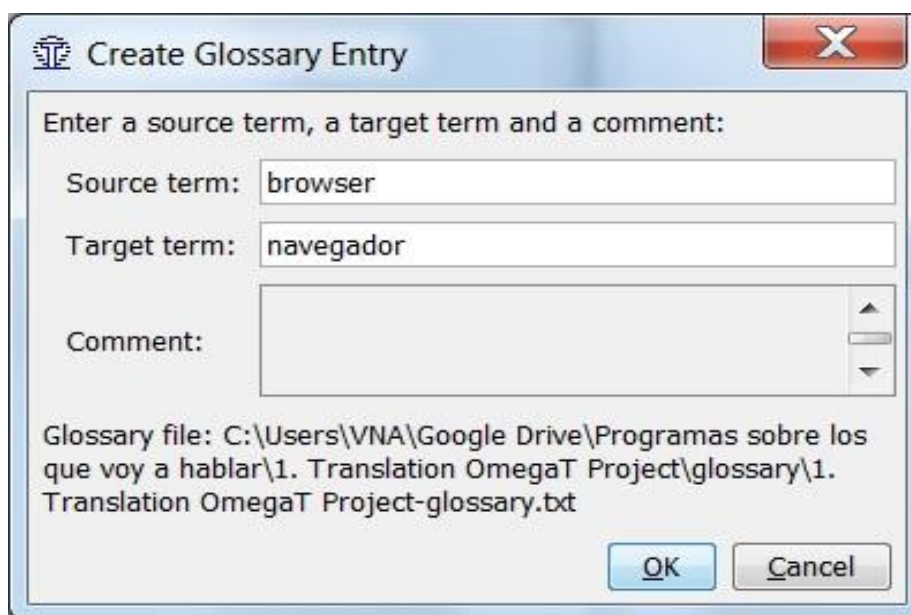 Create Glossary Entry
Enter a source term, a target term and a comment:
Source term: browser
Target term: navegador
Comment:
Glossary file: C:\Users\VNA\Google Drive\Programas sobre los
que voy a hablar\1. Translation OmegaT Project\glossary\1.
Translation OmegaT Project-glossary.txt
OK Cancel